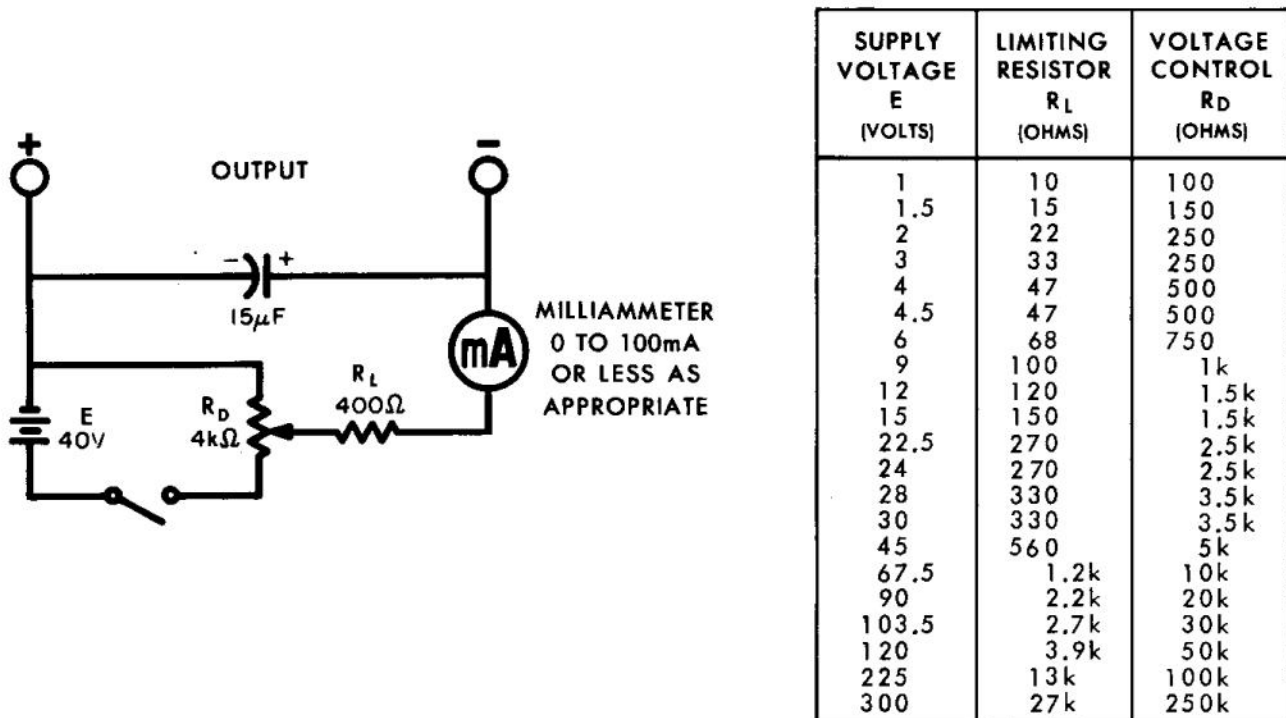 +
OUTPUT
-
- +
15µF
MILLIAMMETER
0 TO 100mA
OR LESS AS
APPROPRIATE
mA
E
40V
RD
4kΩ
RL
400Ω
SUPPLY VOLTAGE E (VOLTS) LIMITING RESISTOR RL (OHMS) VOLTAGE CONTROL RD (OHMS)
1 10 100
1.5 15 150
2 22 250
3 33 250
4 47 500
4.5 47 500
6 68 750
9 100 1k
12 120 1.5k
15 150 1.5k
22.5 270 2.5k
24 270 2.5k
28 330 3.5k
30 330 3.5k
45 560 5k
67.5 1.2k 10k
90 2.2k 20k
103.5 2.7k 30k
120 3.9k 50k
225 13k 100k
300 27k 250k